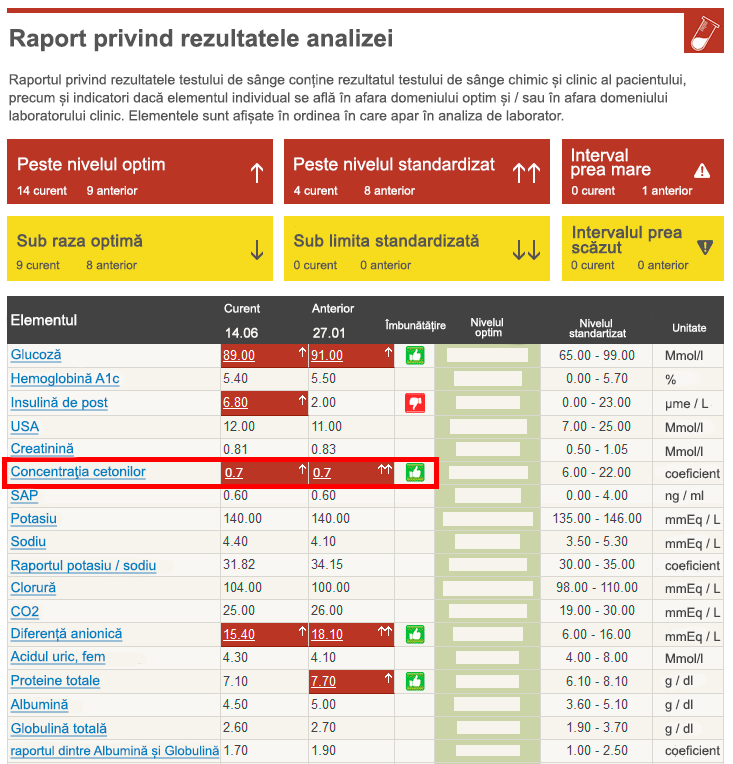 Raport privind rezultatele analizei
Raportul privind rezultatele testului de sânge conține rezultatul testului de sânge chimic și clinic al pacientului,
precum și indicatori dacă elementul individual se află în afara domeniului optim și / sau în afara domeniului
laboratorului clinic. Elementele sunt afișate în ordinea în care apar în analiza de laborator.
Peste nivelul optim ↑
14 curent 9 anterior
Peste nivelul standardizat ↑↑
4 curent 8 anterior
Interval
prea mare
0 curent 1 anterior
Sub raza optimă ↓
9 curent 8 anterior
Sub limita standardizată ↓↓
0 curent 0 anterior
Intervalul prea
scăzut
0 curent 0 anterior
Elementul Curent 14.06 Anterior 27.01 Îmbunătățire Nivelul optim Nivelul standartizat Unitate
Glucoză 89.00 ↑ 91.00 ↑ 65.00 - 99.00 Mmol/l
Hemoglobină A1c 5.40 5.50 0.00 - 5.70 %
Insulină de post 6.80 ↑ 2.00 0.00 - 23.00 μme / L
USA 12.00 11.00 7.00 - 25.00 Mmol/l
Creatinină 0.81 0.83 0.50 - 1.05 Mmol/l
Concentraţia cetonilor 0.7 ↑ 0.7 ↑↑ 6.00 - 22.00 coeficient
SAP 0.60 0.60 0.00 - 4.00 ng / ml
Potasiu 140.00 140.00 135.00 - 146.00 mmEq / L
Sodiu 4.40 4.10 3.50 - 5.30 mmEq / L
Raportul potasiu / sodiu 31.82 34.15 30.00 - 35.00 coeficient
Clorură 104.00 100.00 98.00 - 110.00 mmEq / L
CO2 25.00 26.00 19.00 - 30.00 mmEq / L
Diferență anionică 15.40 ↑ 18.10 ↑↑ 6.00 - 16.00 mmEq / L
Acidul uric, fem 4.30 4.10 4.00 - 8.00 Mmol/l
Proteine totale 7.10 7.70 ↑ 6.10 - 8.10 g / dl
Albumină 4.50 5.00 3.60 - 5.10 g / dl
Globulină totală 2.60 2.70 1.90 - 3.70 g / dl
raportul dintre Albumină și Globulină 1.70 1.90 1.00 - 2.50 coeficient